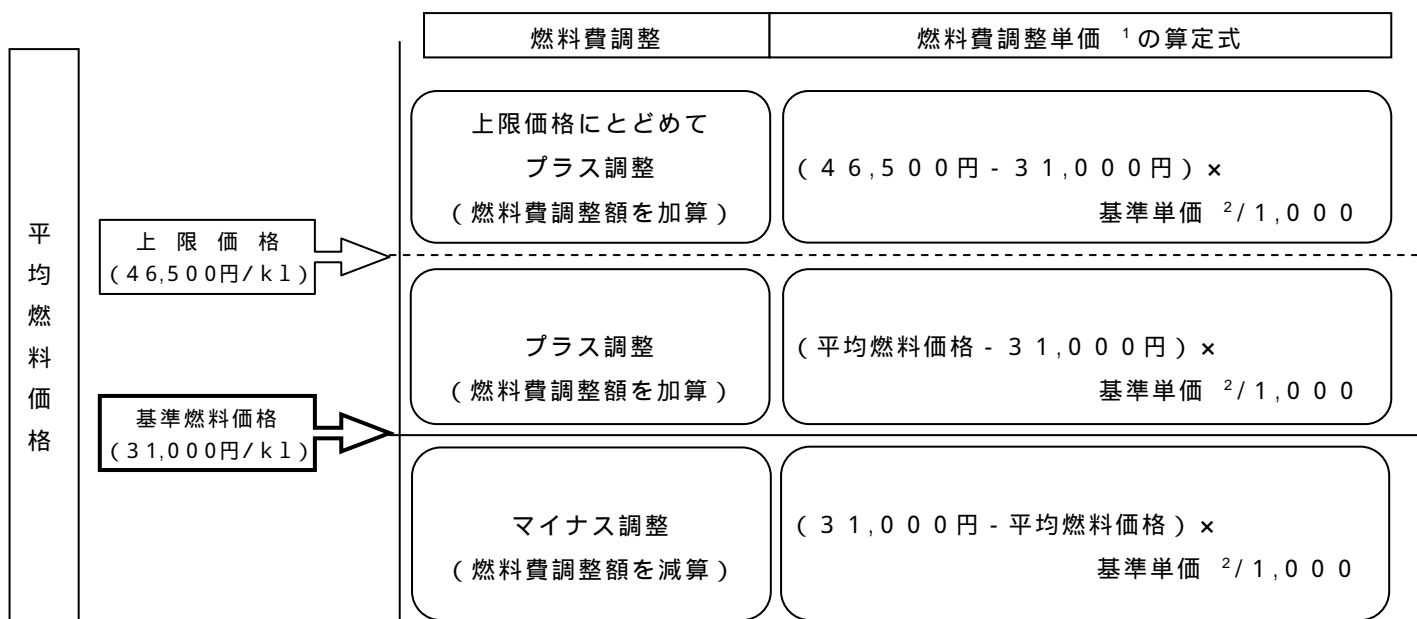 燃料費調整
燃料費調整単価 ¹の算定式
平均燃料価格
上限価格
(46,500円/kl)
基準燃料価格
(31,000円/kl)
上限価格にとどめて
プラス調整
(燃料費調整額を加算)
(46,500円-31,000円)×
基準単価 ²/1,000
プラス調整
(燃料費調整額を加算)
(平均燃料価格-31,000円)×
基準単価 ²/1,000
マイナス調整
(燃料費調整額を減算)
(31,000円-平均燃料価格)×
基準単価 ²/1,000